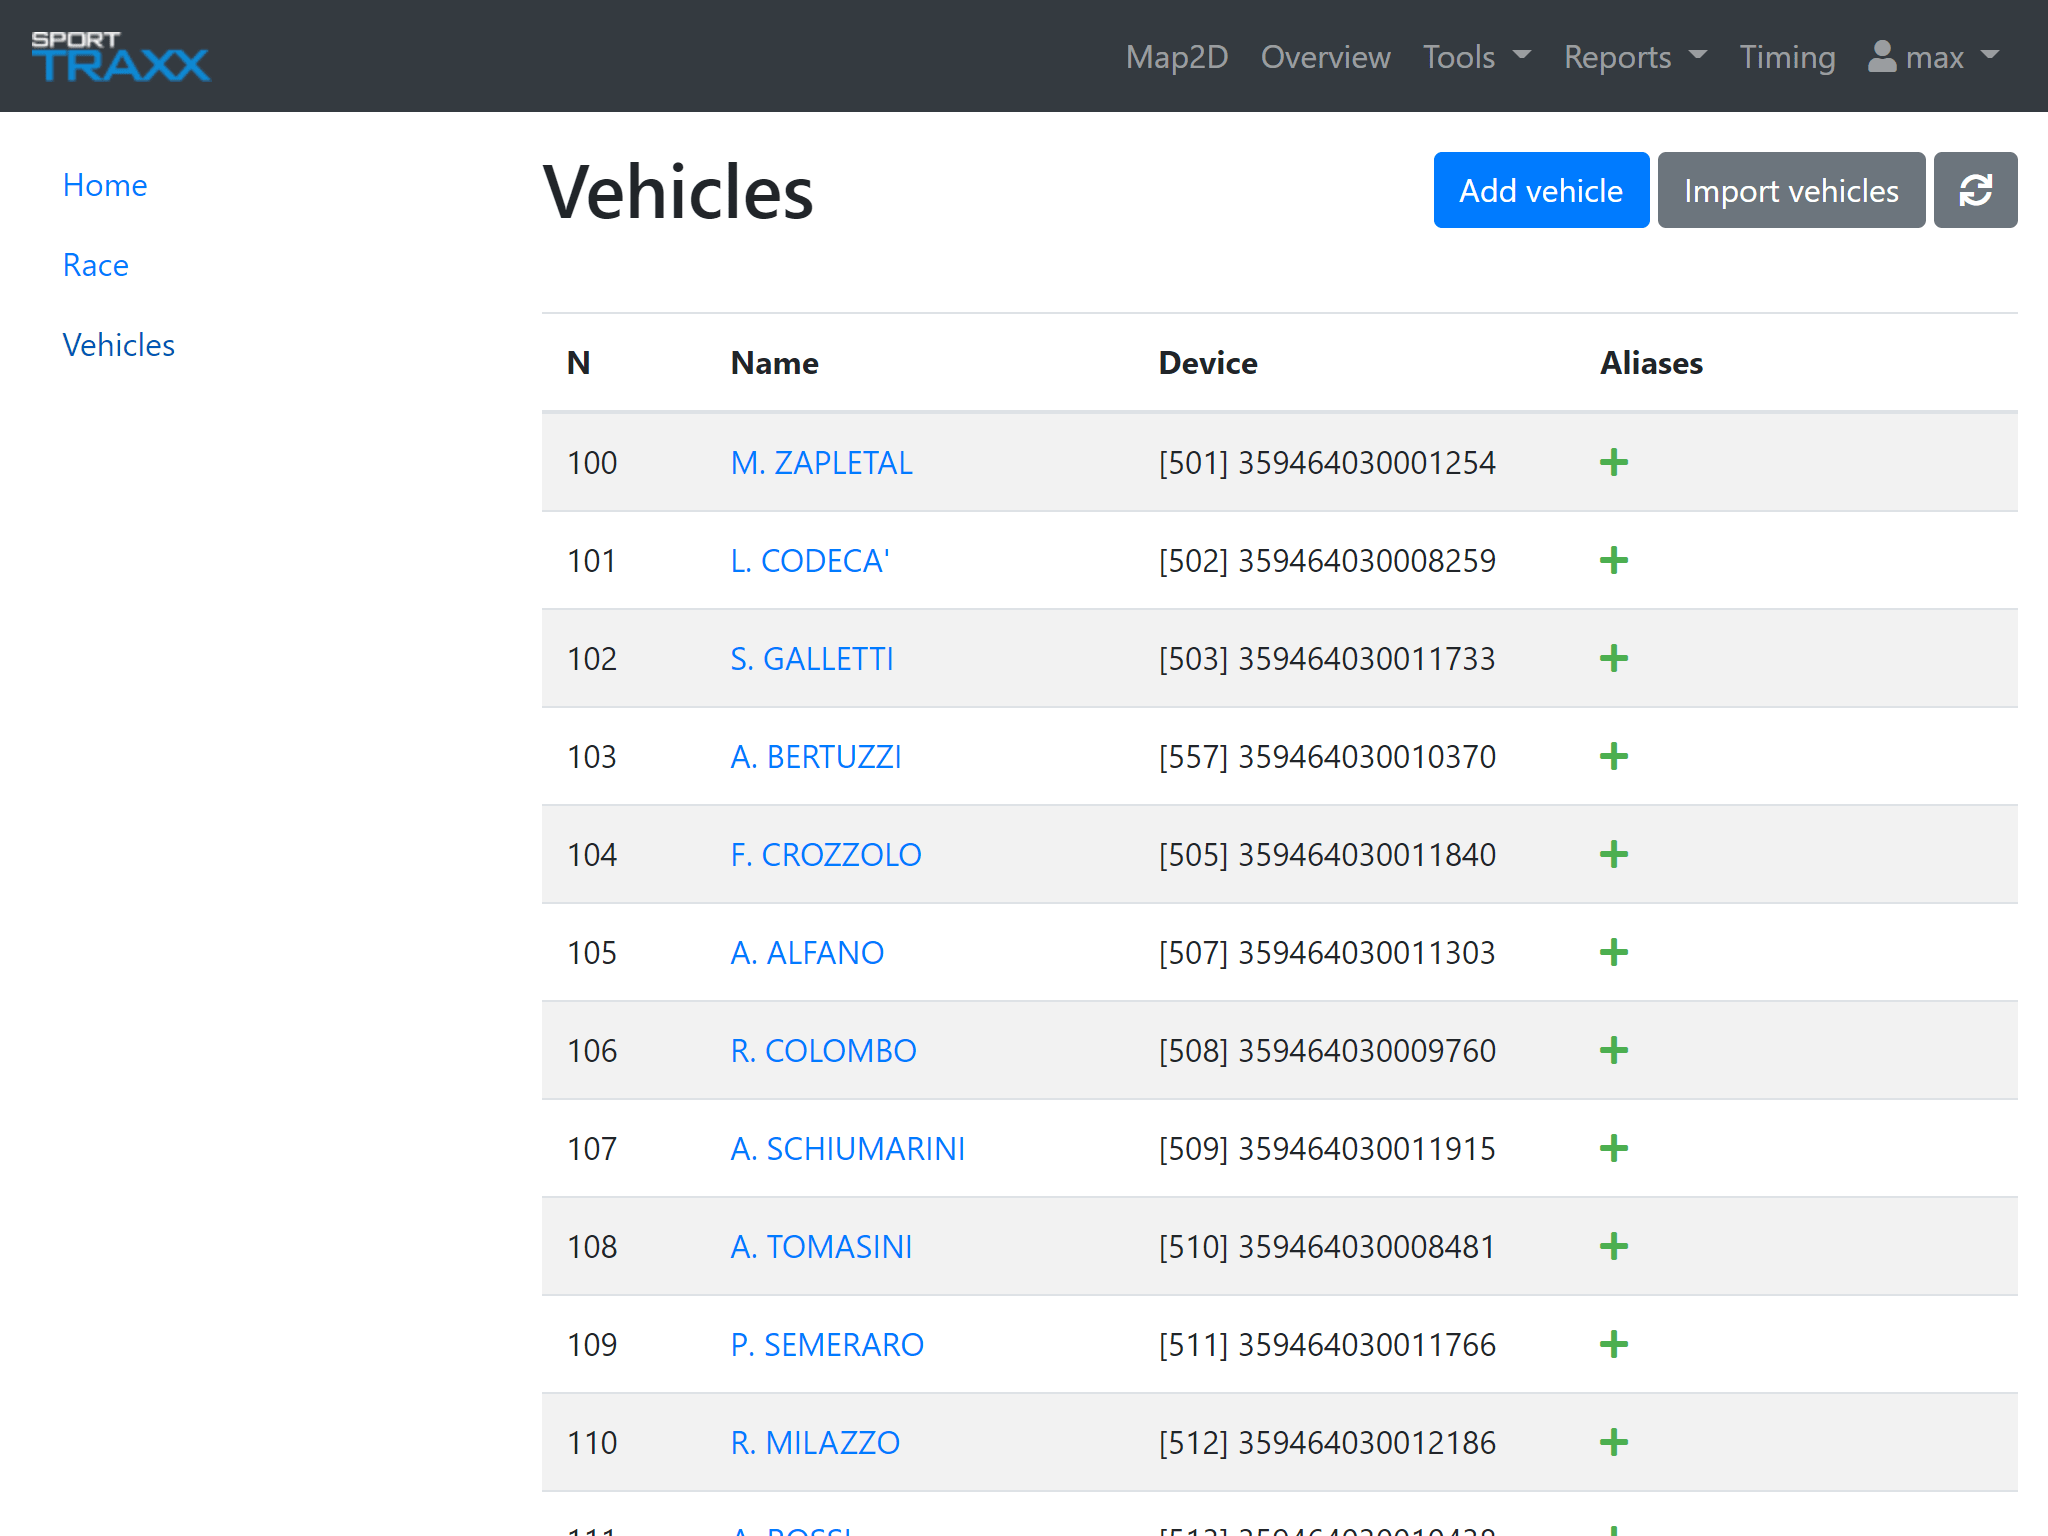 SPORT
TRAXX
Map2D Overview Tools Reports Timing max
Home
Race
Vehicles
Vehicles
Add vehicle Import vehicles
N Name Device Aliases
100 M. ZAPLETAL [501] 359464030001254
101 L. CODECA' [502] 359464030008259
102 S. GALLETTI [503] 359464030011733
103 A. BERTUZZI [557] 359464030010370
104 F. CROZZOLO [505] 359464030011840
105 A. ALFANO [507] 359464030011303
106 R. COLOMBO [508] 359464030009760
107 A. SCHIUMARINI [509] 359464030011915
108 A. TOMASINI [510] 359464030008481
109 P. SEMERARO [511] 359464030011766
110 R. MILAZZO [512] 359464030012186
111 A. ROSSI